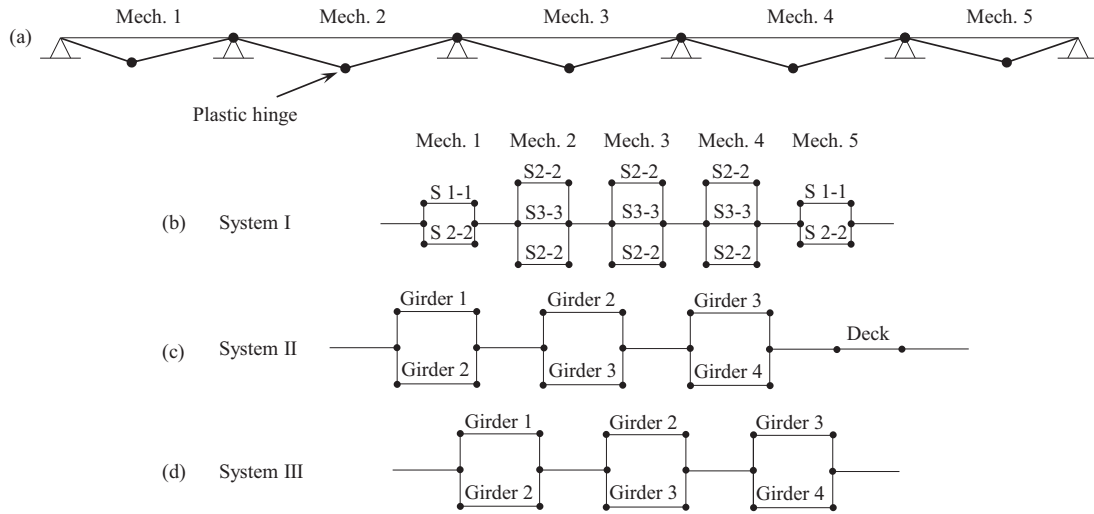 Mech. 1 Mech. 2 Mech. 3 Mech. 4 Mech. 5
(a)
Plastic hinge
Mech. 1 Mech. 2 Mech. 3 Mech. 4 Mech. 5
S2-2 S2-2 S2-2
S 1-1 S 1-1
(b) System I S3-3 S3-3 S3-3
S 2-2 S 2-2
S2-2 S2-2 S2-2
Girder 1 Girder 2 Girder 3
(c) System II Deck
Girder 2 Girder 3 Girder 4
Girder 1 Girder 2 Girder 3
(d) System III
Girder 2 Girder 3 Girder 4